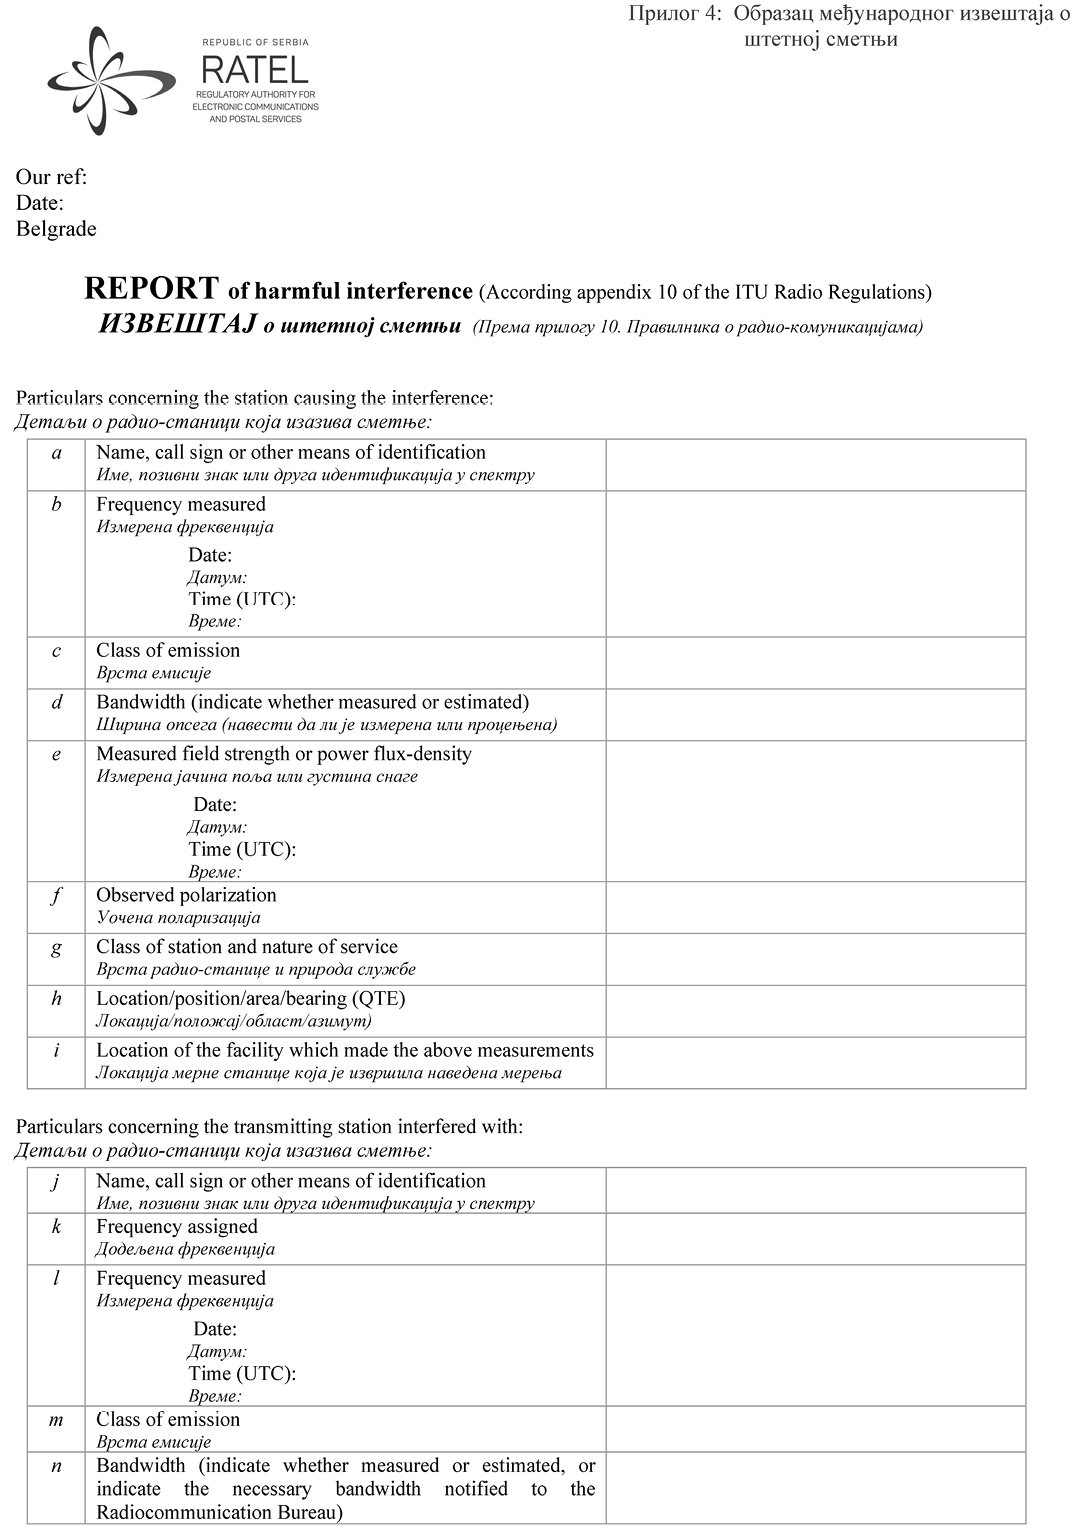 Прилог 4: Образац међународног извештаја о
штетној сметњи
REPUBLIC OF SERBIA
RATEL
REGULATORY AUTHORITY FOR
ELECTRONIC COMMUNICATIONS
AND POSTAL SERVICES
Our ref:
Date:
Belgrade
REPORT of harmful interference (According appendix 10 of the ITU Radio Regulations)
ИЗВЕШТАЈ о штетној сметњи (Према прилогу 10. Правилника о радио-комуникацијама)
Particulars concerning the station causing the interference:
Детаљи о радио-станици која изазива сметње:
a Name, call sign or other means of identification
Име, позивни знак или друга идентификација у спектру
b Frequency measured
Измерена фреквенција
Date:
Датум:
Time (UTC):
Време:
c Class of emission
Врста емисије
d Bandwidth (indicate whether measured or estimated)
Ширина опсега (навести да ли је измерена или процењена)
e Measured field strength or power flux-density
Измерена јачина поља или густина снаге
Date:
Датум:
Time (UTC):
Време:
f Observed polarization
Уочена поларизација
g Class of station and nature of service
Врста радио-станице и природа службе
h Location/position/area/bearing (QTE)
Локација/положај/област/азимут)
i Location of the facility which made the above measurements
Локација мерне станице која је извршила наведена мерења
Particulars concerning the transmitting station interfered with:
Детаљи о радио-станици која изазива сметње:
j Name, call sign or other means of identification
Име, позивни знак или друга идентификација у спектру
k Frequency assigned
Додељена фреквенција
l Frequency measured
Измерена фреквенција
Date:
Датум:
Time (UTC):
Време:
m Class of emission
Врста емисије
n Bandwidth (indicate whether measured or estimated, or
indicate the necessary bandwidth notified to the
Radiocommunication Bureau)